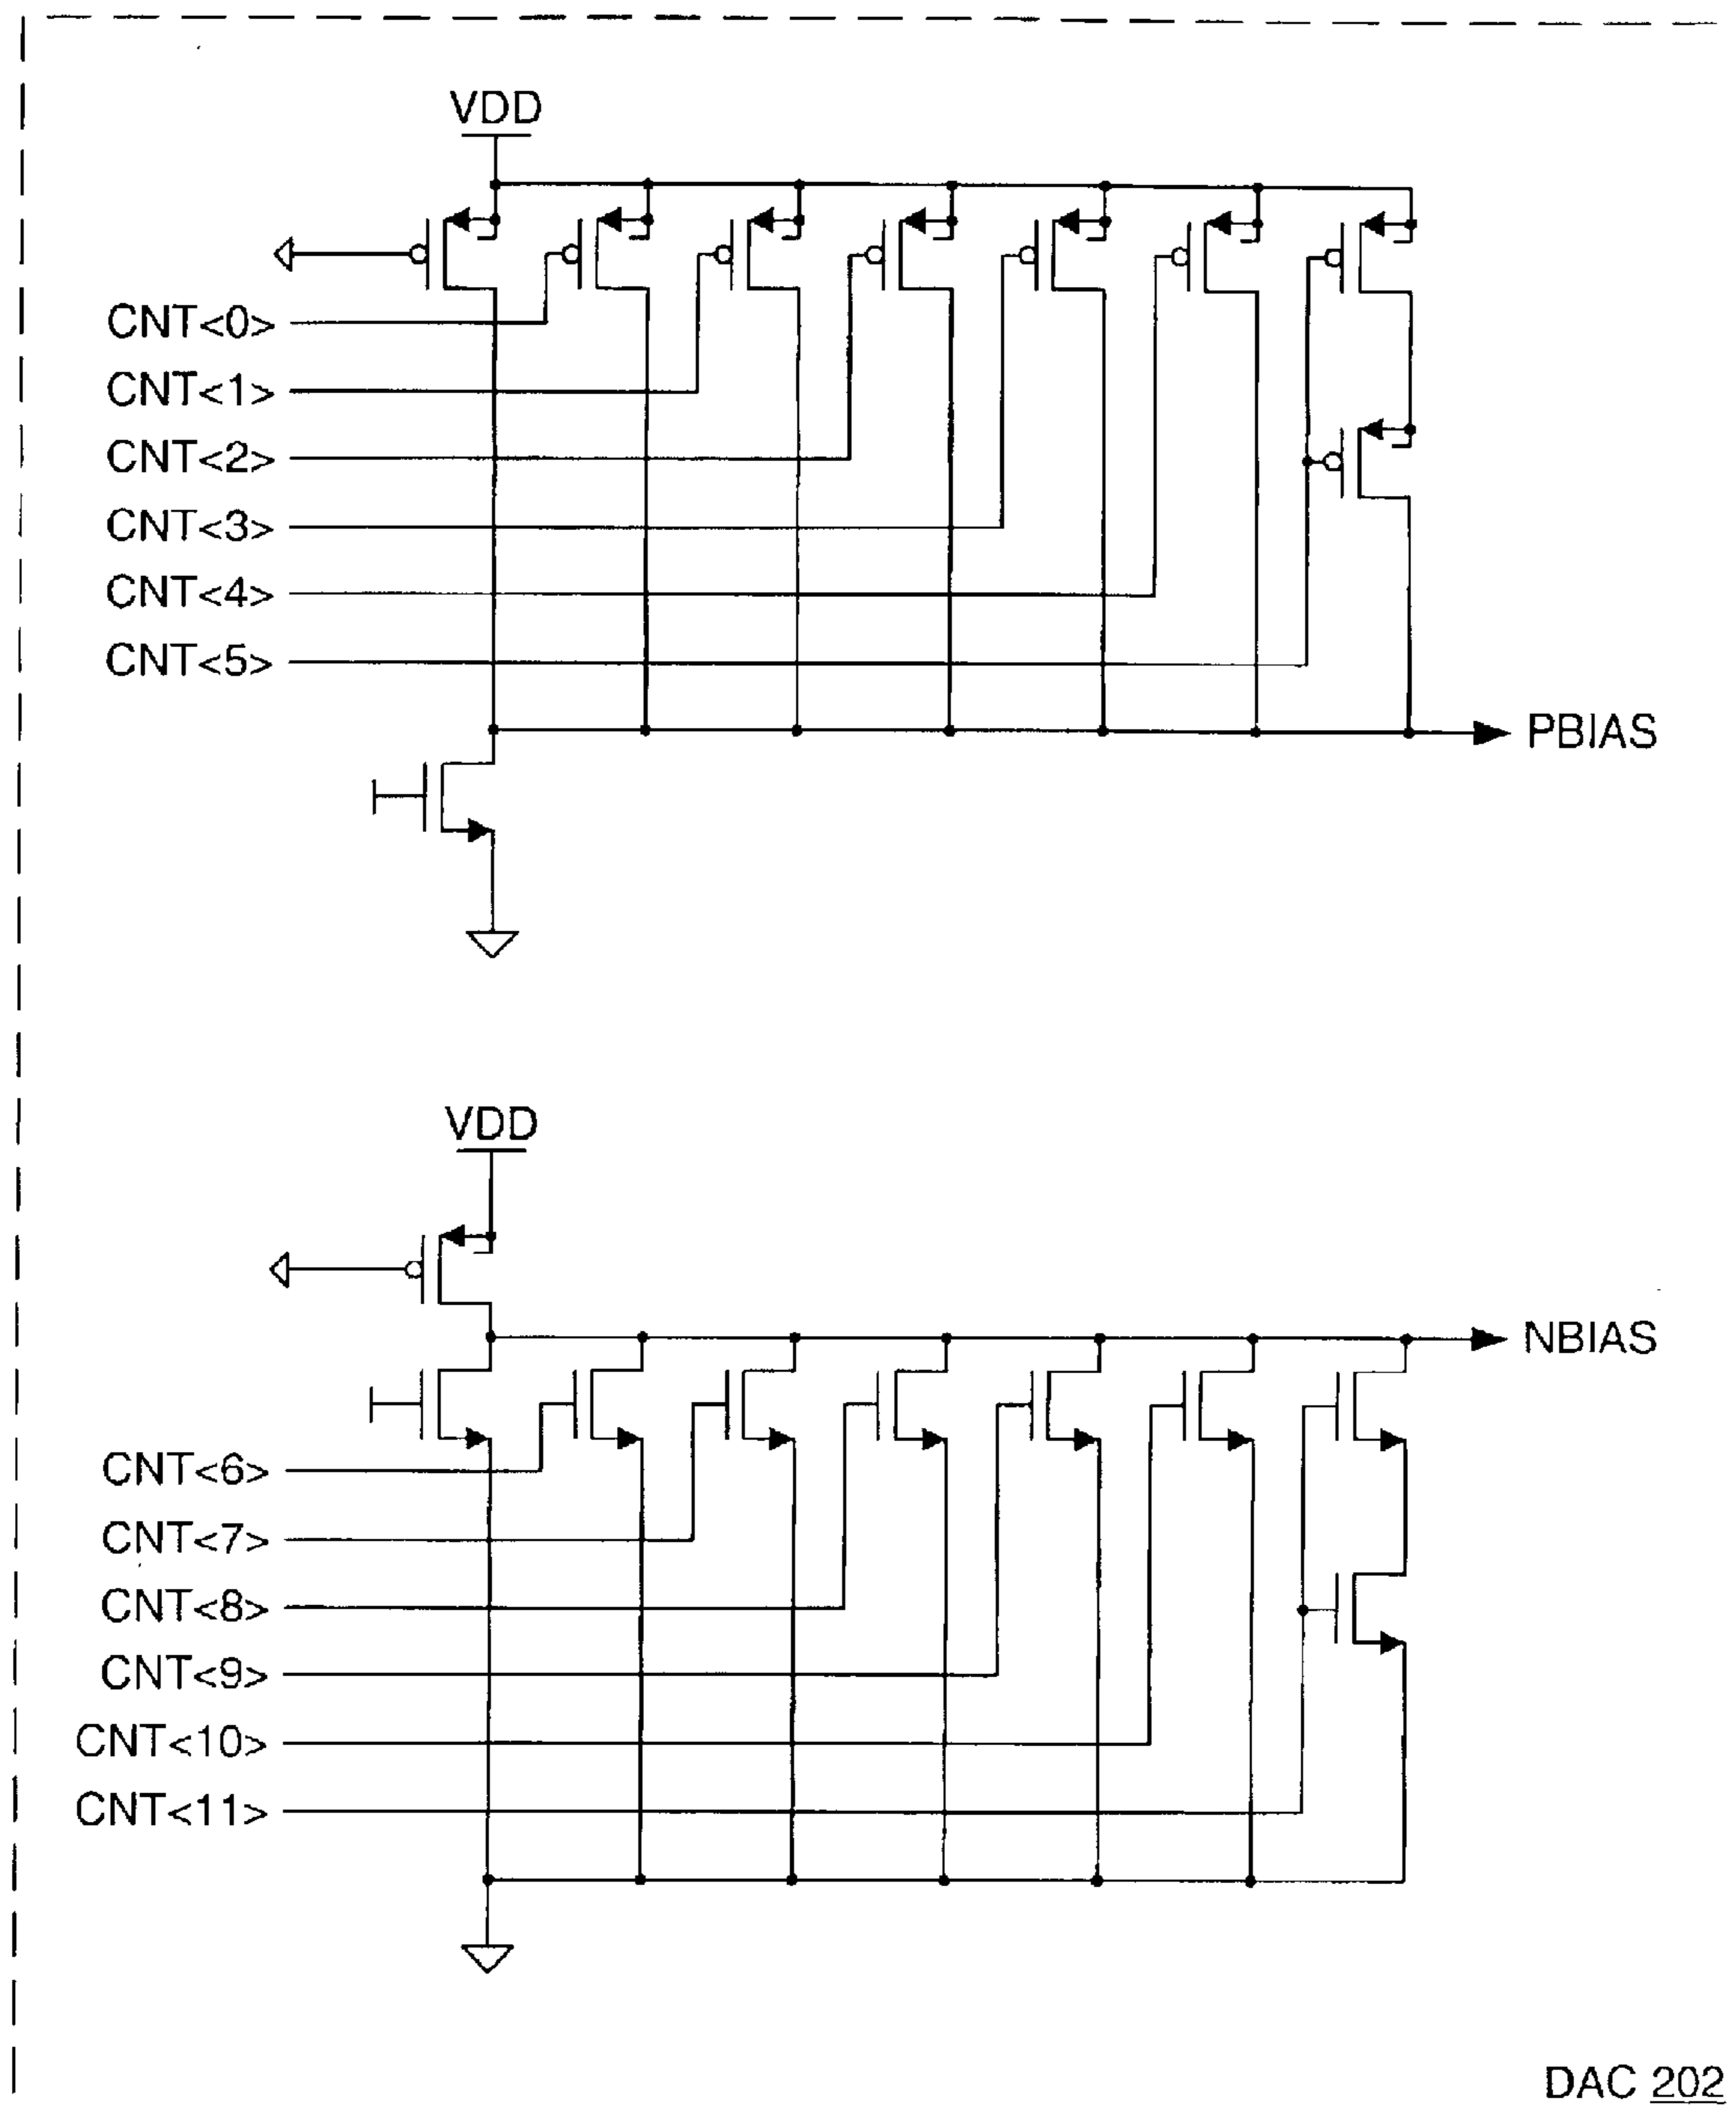 VDD
CNT<0>
CNT<1>
CNT<2>
CNT<3>
CNT<4>
CNT<5>
PBIAS
VDD
NBIAS
CNT<6>
CNT<7>
CNT<8>
CNT<9>
CNT<10>
CNT<11>
DAC 202